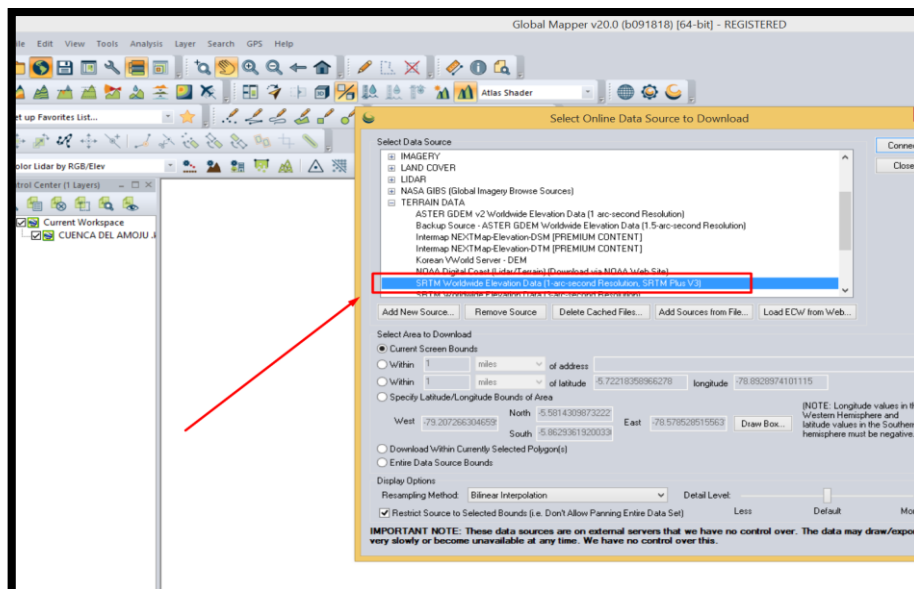 Global Mapper v20.0 (b091818) [64-bit] - REGISTERED
Edit View Tools Analysis Layer Search GPS Help
Atlas Shader
et up Favorites List...
Select Online Data Source to Download
Select Data Source
Connec
Close
IMAGERY
LAND COVER
LIDAR
NASA GIBS (Global Imagery Browse Sources)
TERRAIN DATA
ASTER GDEM v2 Worldwide Elevation Data (1 arc-second Resolution)
Backup Source - ASTER GDEM Worldwide Elevation Data (1.5-arc-second Resolution)
Intermap NEXTMap-Elevation-DSM [PREMIUM CONTENT]
Intermap NEXTMap-Elevation-DTM [PREMIUM CONTENT]
Korean VWorld Server - DEM
NOAA Digital Coast (Lidar/Terrain) (Download via NOAA Web Site)
SRTM Worldwide Elevation Data (1-arc-second Resolution, SRTM Plus V3)
SRTM Worldwide Elevation Data (3-arc-second Resolution)
olor Lidar by RGB/Elev
ntrol Center (1 Layers)
Current Workspace
CUENCA DEL AMOJU
Add New Source... Remove Source Delete Cached Files... Add Sources from File... Load ECW from Web...
Select Area to Download
Current Screen Bounds
Within 1 miles of address
Within 1 miles of latitude -5.72218358966278 longitude -78.8928974101115
Specify Latitude/Longitude Bounds of Area
North -5.5814309873222
West -79.207266304659 East -78.578528515563 Draw Box...
South -5.8629361920033
(NOTE: Longitude values in th
Western Hemisphere and
latitude values in the Southern
hemisphere must be negative.
Download Within Currently Selected Polygon(s)
Entire Data Source Bounds
Display Options
Resampling Method: Bilinear Interpolation Detail Level:
Restrict Source to Selected Bounds (i.e. Don't Allow Panning Entire Data Set) Less Default Mor
IMPORTANT NOTE: These data sources are on external servers that we have no control over. The data may draw/expor
very slowly or become unavailable at any time. We have no control over this.